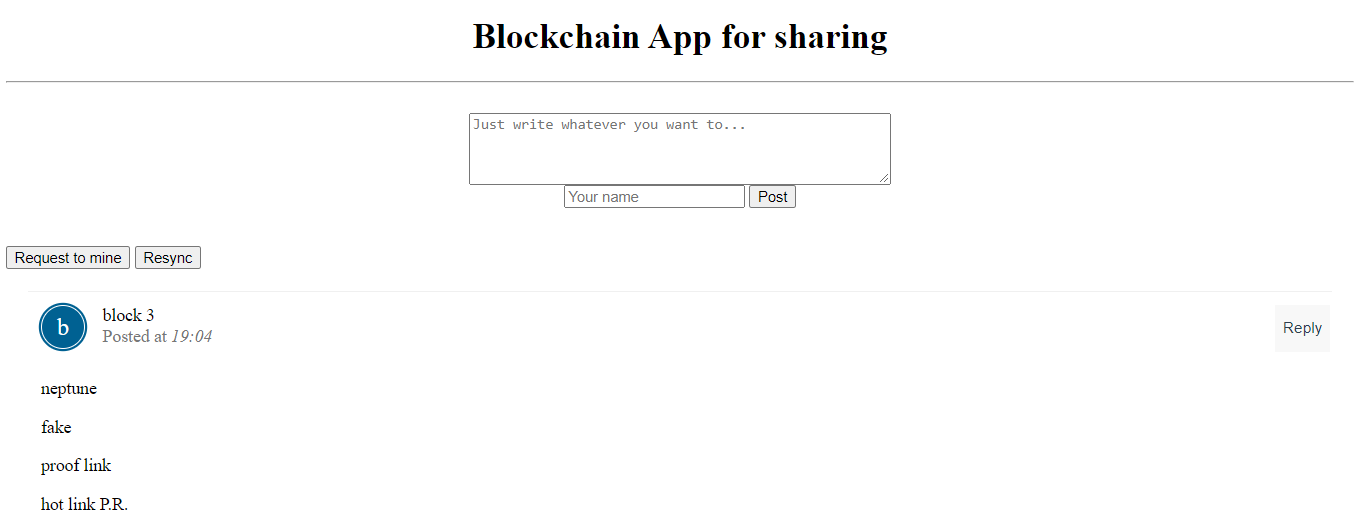 Blockchain App for sharing
Just write whatever you want to...
Your name Post
Request to mine Resync
b
block 3
Posted at 19:04
Reply
neptune
fake
proof link
hot link P.R.